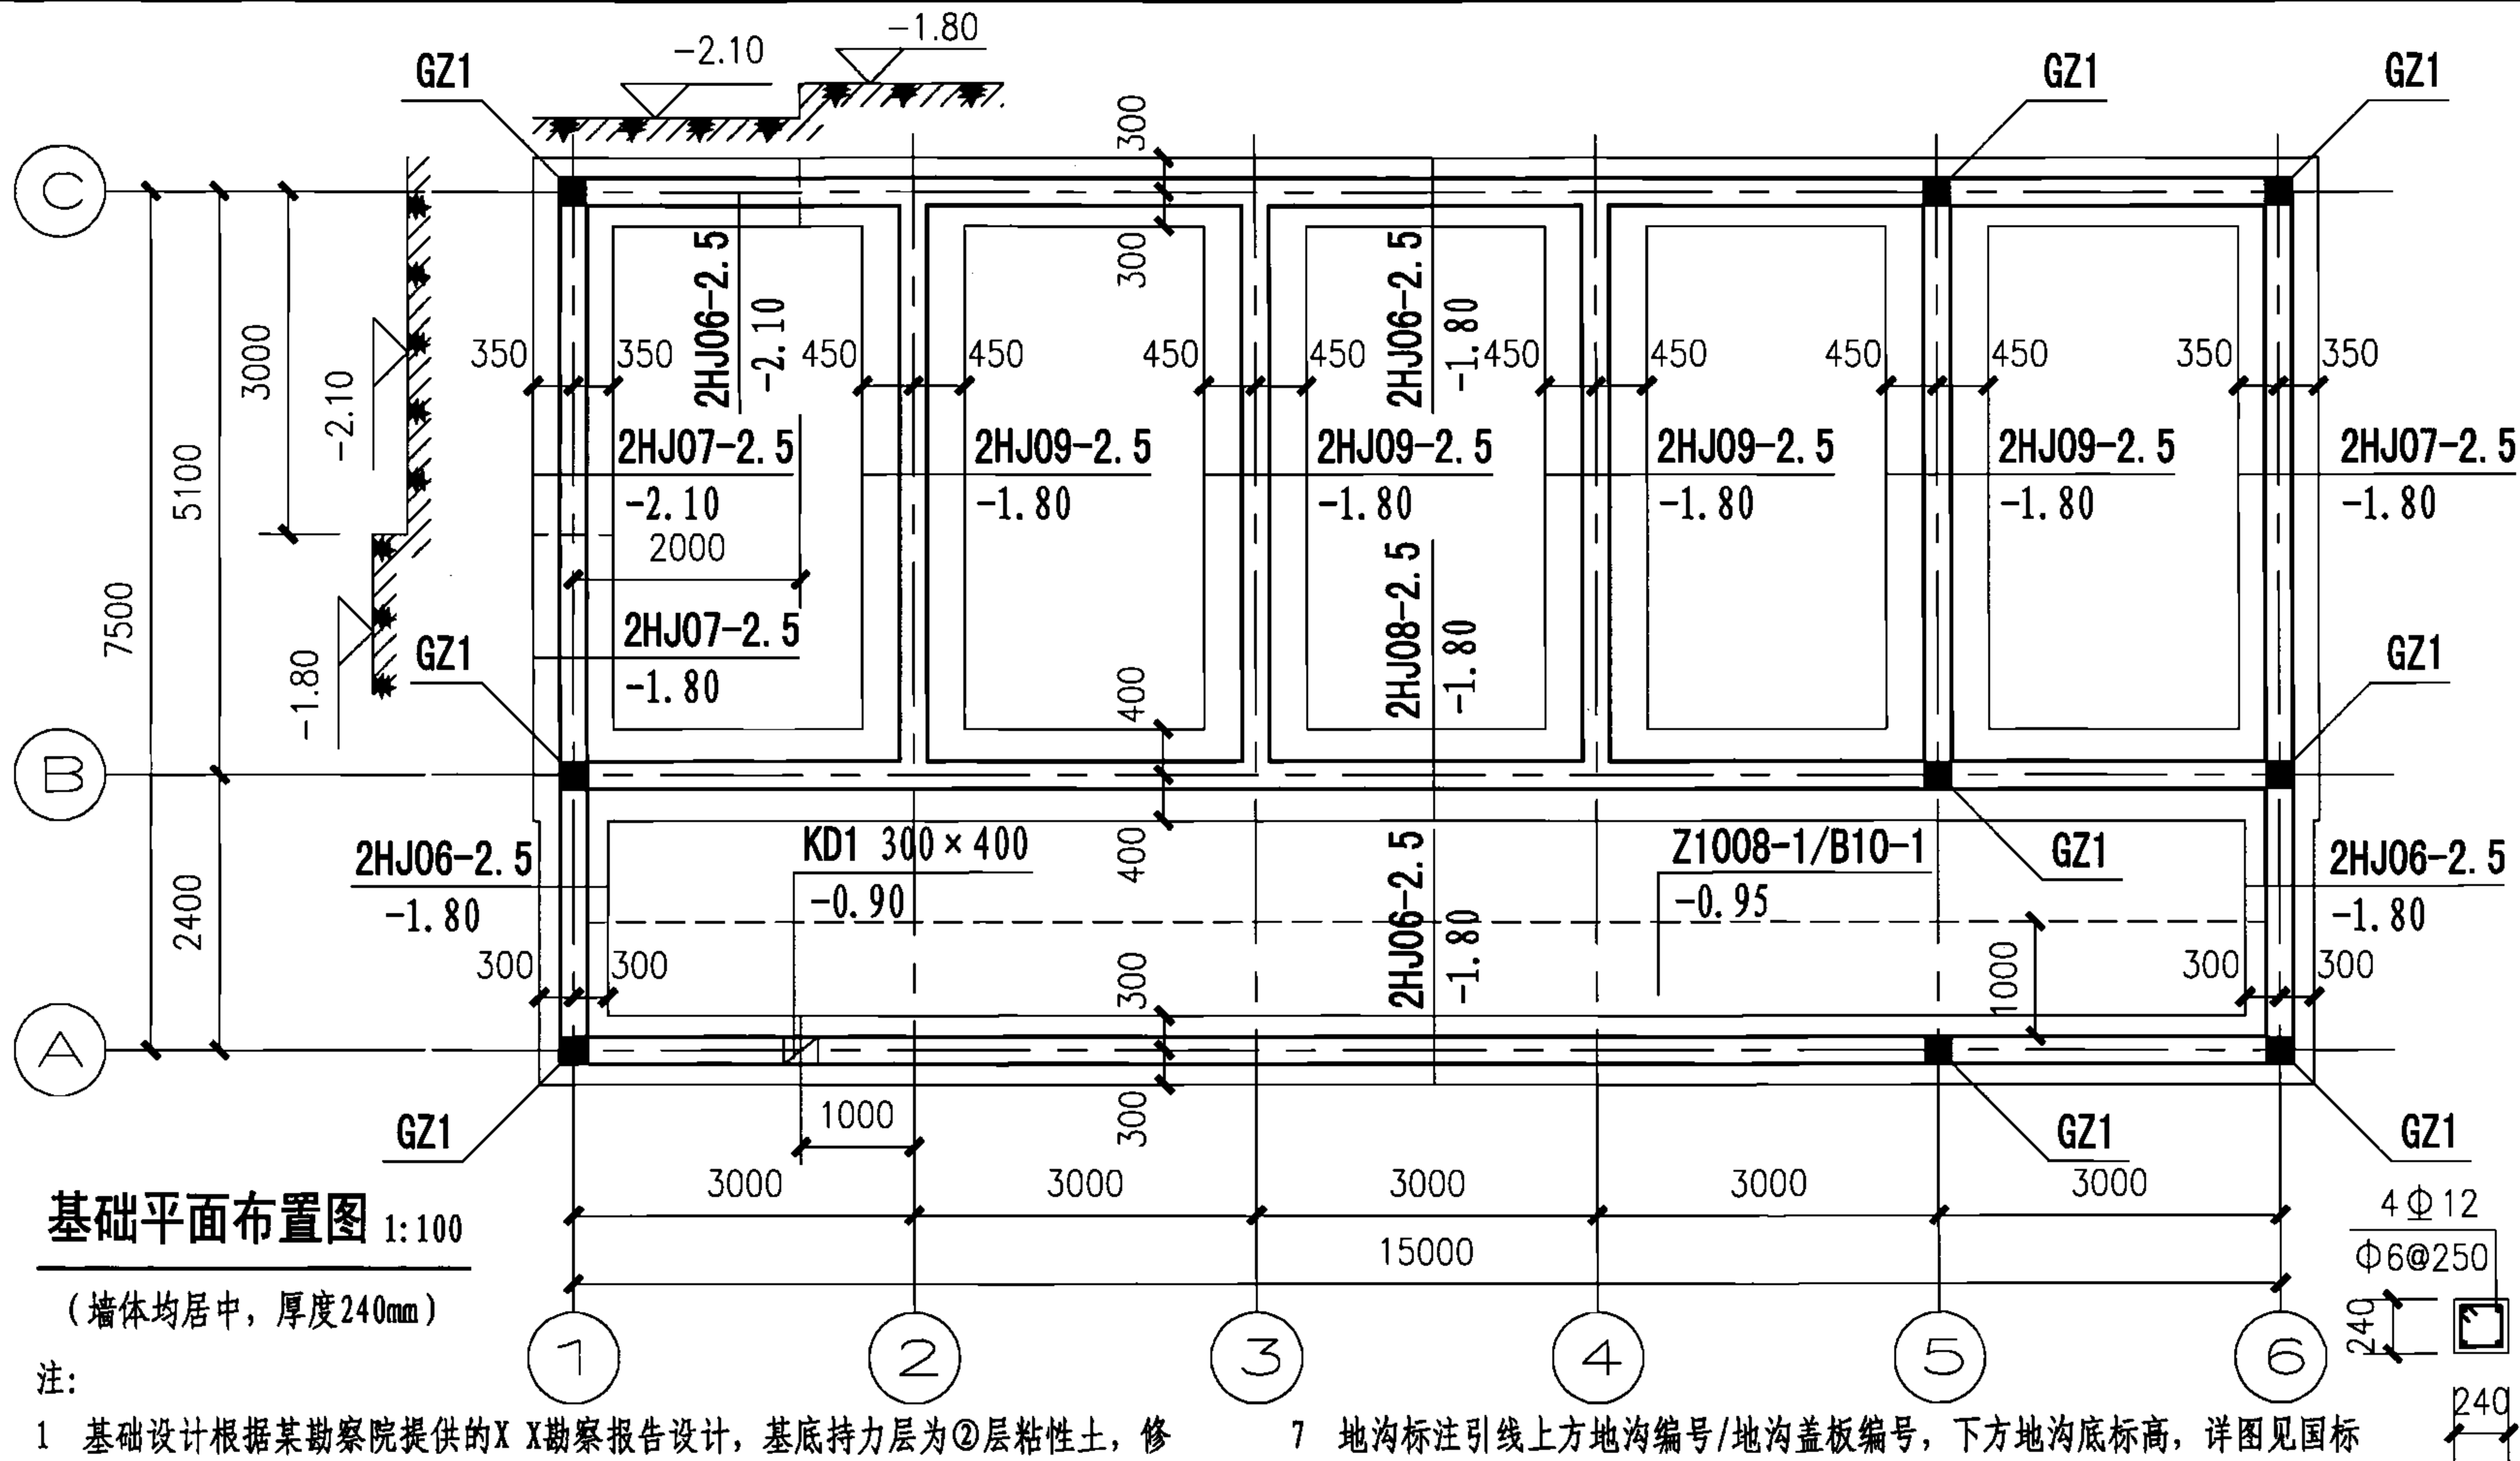 -1.80
-2.10
GZ1
GZ1
GZ1
300
C
300
2HJ06-2.5
-2.10
2HJ06-2.5
-1.80
3000
-2.10
350
350
450
450
450
450
450
450
450
450
350
350
2HJ07-2.5
-2.10
2HJ09-2.5
-1.80
2HJ09-2.5
-1.80
2HJ09-2.5
-1.80
2HJ09-2.5
-1.80
2HJ07-2.5
-1.80
5100
2000
7500
2HJ07-2.5
-1.80
2HJ08-2.5
-1.80
-1.80
GZ1
GZ1
400
B
400
2HJ06-2.5
-1.80
KD1 300×400
-0.90
2HJ06-2.5
-1.80
Z1008-1/B10-1
-0.95
GZ1
2HJ06-2.5
-1.80
2400
300
300
300
1000
300
300
A
1000
300
GZ1
GZ1
GZ1
3000
3000
3000
3000
3000
15000
基础平面布置图 1:100
(墙体均居中, 厚度240mm)
4Φ12
Φ6@250
240
240
1
2
3
4
5
6
注:
1 基础设计根据某勘察院提供的X X勘察报告设计, 基底持力层为②层粘性土, 修
7 地沟标注引线上方地沟编号/地沟盖板编号, 下方地沟底标高, 详图见国标